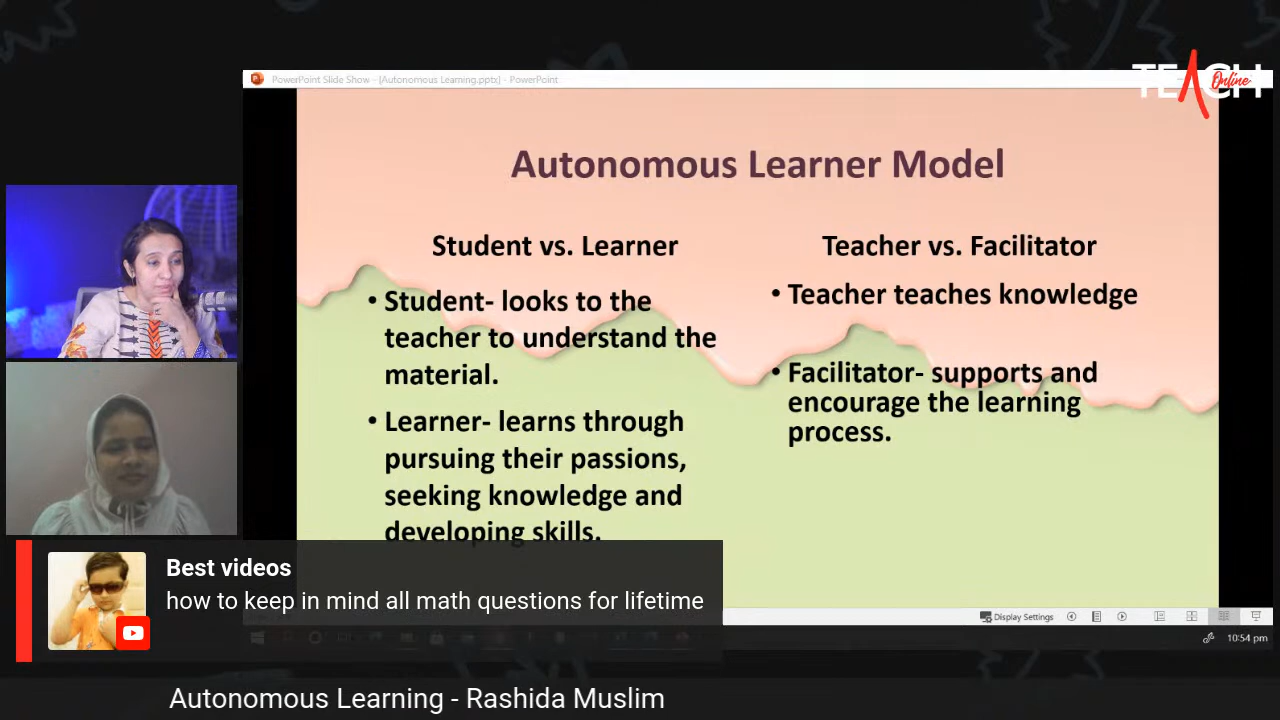 PowerPoint Slide Show - [Autonomous Learning.pptx] - PowerPoint
TEACH
Online
Autonomous Learner Model
Student vs. Learner
• Student- looks to the
teacher to understand the
material.
• Learner- learns through
pursuing their passions,
seeking knowledge and
developing skills.
Teacher vs. Facilitator
• Teacher teaches knowledge
• Facilitator- supports and
encourage the learning
process.
Best videos
how to keep in mind all math questions for lifetime
Display Settings
10:54 pm
Autonomous Learning - Rashida Muslim